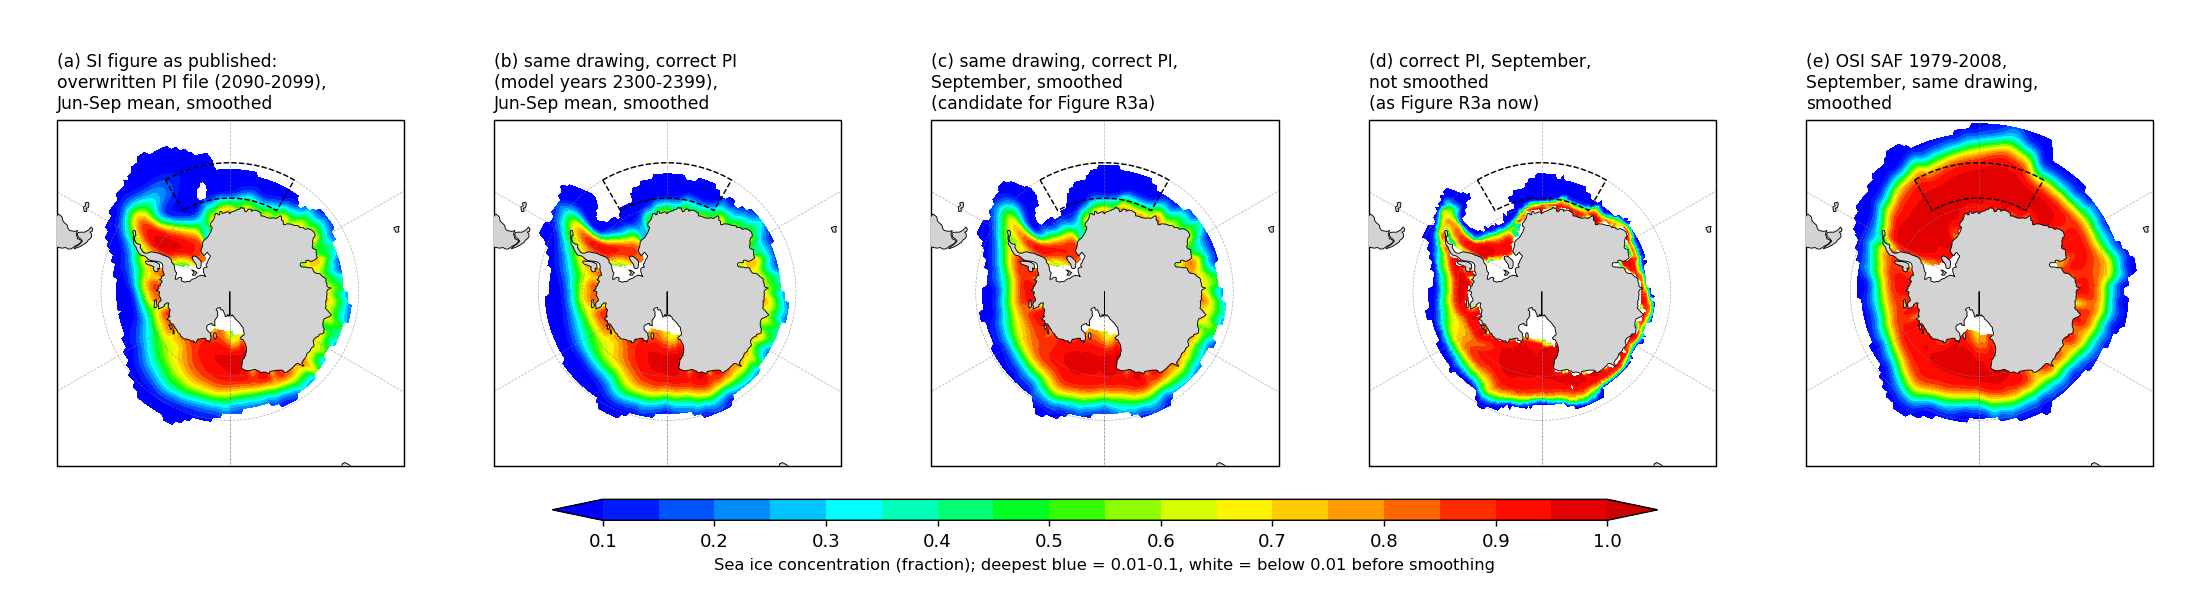 (a) SI figure as published:
overwritten PI file (2090-2099),
Jun-Sep mean, smoothed
(b) same drawing, correct PI
(model years 2300-2399),
Jun-Sep mean, smoothed
(c) same drawing, correct PI,
September, smoothed
(candidate for Figure R3a)
(d) correct PI, September,
not smoothed
(as Figure R3a now)
(e) OSI SAF 1979-2008,
September, same drawing,
smoothed
0.1 0.2 0.3 0.4 0.5 0.6 0.7 0.8 0.9 1.0
Sea ice concentration (fraction); deepest blue = 0.01-0.1, white = below 0.01 before smoothing